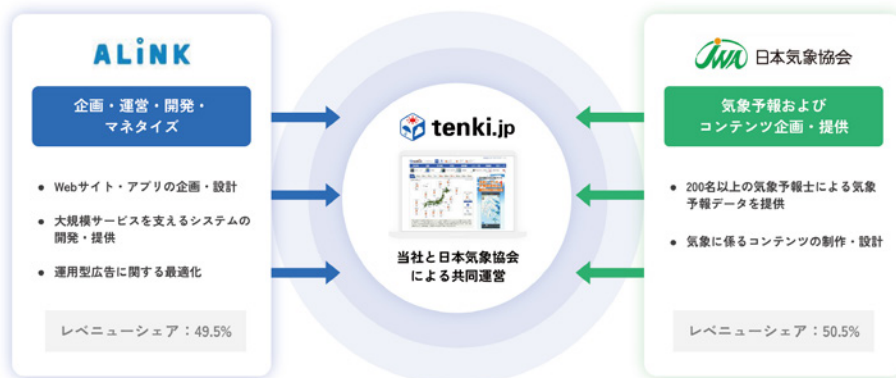 ALiNK
企画・運営・開発・
マネタイズ
● Webサイト・アプリの企画・設計
● 大規模サービスを支えるシステムの
開発・提供
● 運用型広告に関する最適化
レベニューシェア：49.5%
tenki.jp
当社と日本気象協会
による共同運営
JWA 日本気象協会
気象予報および
コンテンツ企画・提供
● 200名以上の気象予報士による気象
予報データを提供
● 気象に係るコンテンツの制作・設計
レベニューシェア：50.5%